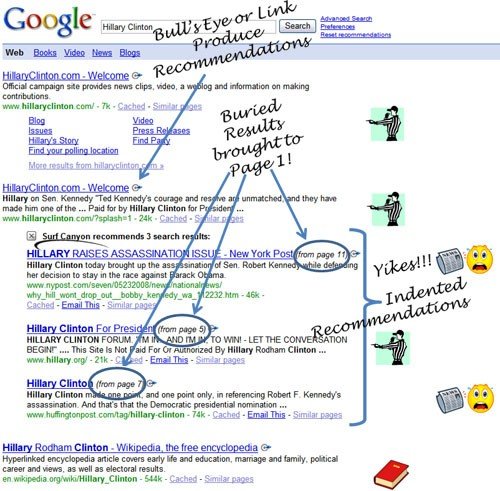 Google
Hillary Clinton
Search
Advanced Search
Preferences
Reset recommendations
Bull's Eye or Link
Produce
Recommendations
Web Books Video News Blogs
HillaryClinton.com - Welcome
Official campaign site provides news clips, video, a weblog and information on making
contributions.
www.hillaryclinton.com/ - 7k - Cached - Similar pages
Blog Video
Issues Press Releases
Hillary's Story Find Party
Find your polling location
More results from hillaryclinton.com »
Buried
Results
brought to
Page 1!
HillaryClinton.com - Welcome
Hillary on Sen. Kennedy "Ted Kennedy's courage and resolve are unmatched, and they have
made him one of the ... Paid for by Hillary Clinton for President ...
www.hillaryclinton.com/?splash=1 - 24k - Cached - Similar pages
Surf Canyon recommends 3 search results:
HILLARY RAISES ASSASSINATION ISSUE - New York Post (from page 11)
Hillary Clinton today brought up the assassination of Sen. Robert Kennedy while defending
her decision to stay in the race against Barack Obama.
www.nypost.com/seven/05232008/news/nationalnews/
why_hill_wont_drop_out__bobby_kennedy_wa_112232.htm - 46k -
Cached - Email This - Similar pages
Yikes!!!
Indented
Recommendations
Hillary Clinton For President (from page 5)
HILLARY CLINTON FORUM. I'M IN. AND I'M IN, TO WIN! - LET THE CONVERSATION
BEGIN!" .... This Site Is Not Paid For Or Authorized By Hillary Rodham Clinton ...
www.hillary.org/ - 21k - Cached - Email This - Similar pages
Hillary Clinton (from page 7)
Hillary Clinton made one point, and one point only, in referencing Robert F. Kennedy's
assassination. And that's that the Democratic presidential nomination ...
www.huffingtonpost.com/tag/hillary-clinton - 74k - Cached - Email This - Similar pages
Hillary Rodham Clinton - Wikipedia, the free encyclopedia
Hyperlinked encyclopedia article covers early life and education, marriage and family, political
career and views, as well as electoral results.
en.wikipedia.org/wiki/Hillary_Clinton - 544k - Cached - Similar pages